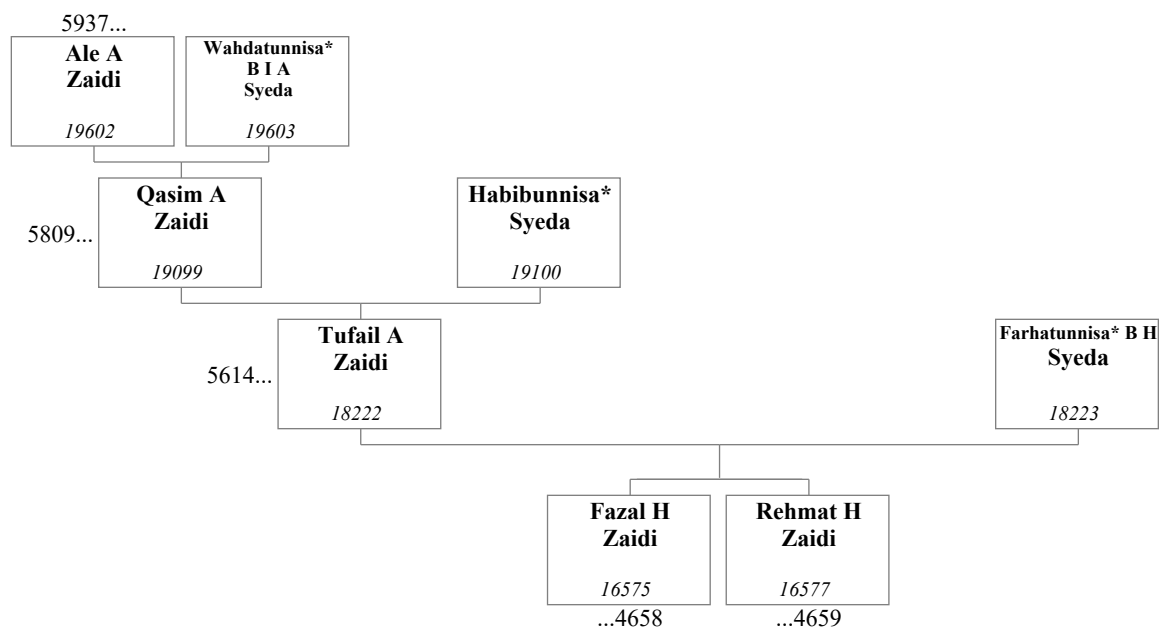 5937...
Ale A
Zaidi
19602
Wahdatunnisa*
B I A
Syeda
19603
5809...
Qasim A
Zaidi
19099
Habibunnisa*
Syeda
19100
5614...
Tufail A
Zaidi
18222
Farhatunnisa* B H
Syeda
18223
Fazal H
Zaidi
16575
...4658
Rehmat H
Zaidi
16577
...4659